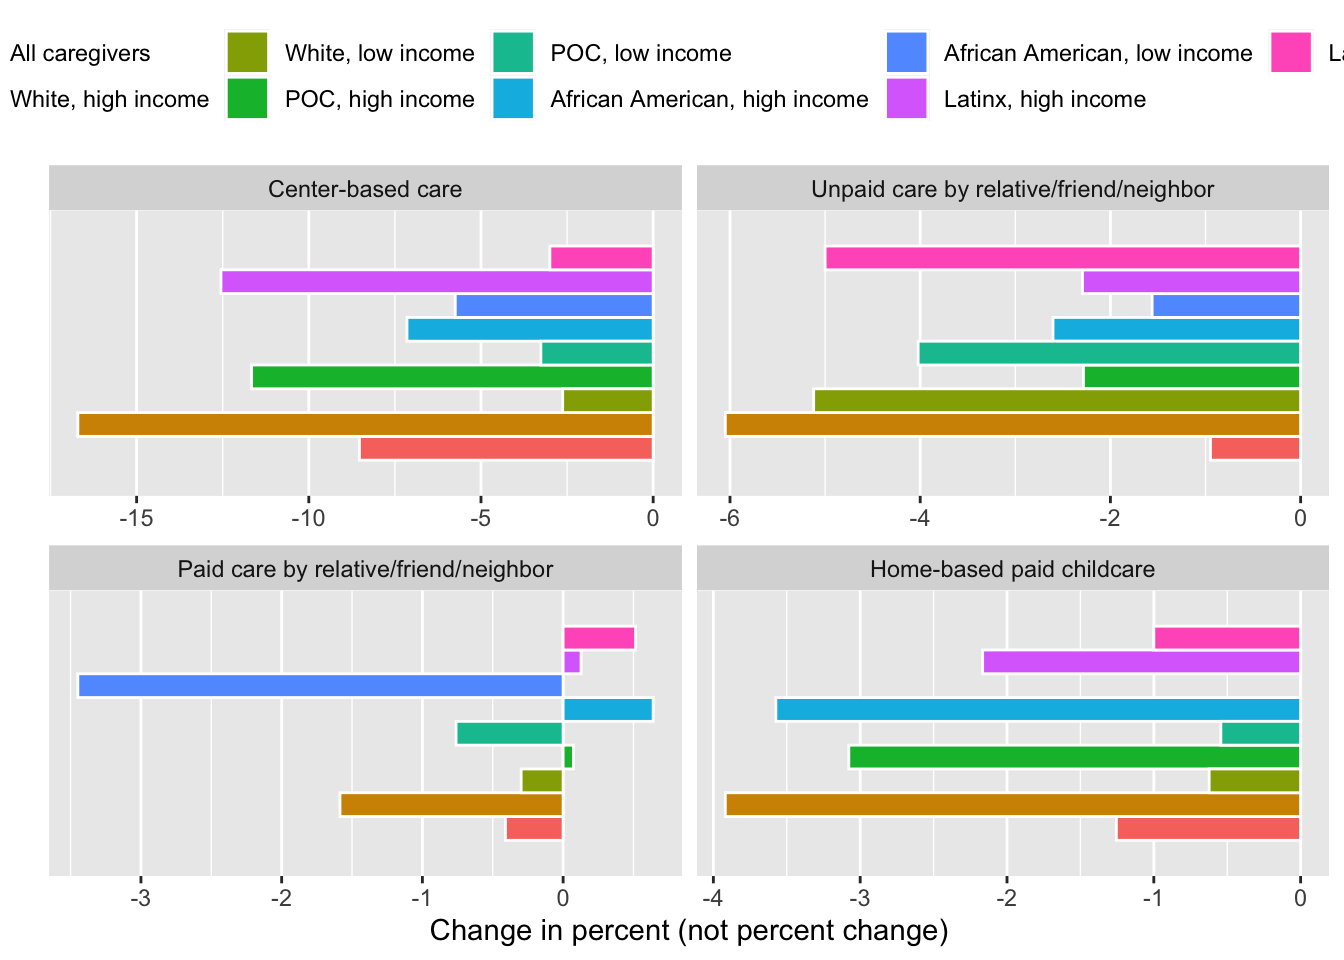 All caregivers White, low income POC, low income African American, low income
White, high income POC, high income African American, high income Latinx, high income
Center-based care Unpaid care by relative/friend/neighbor
-15 -10 -5 0 -6 -4 -2 0
Paid care by relative/friend/neighbor Home-based paid childcare
-3 -2 -1 0 -4 -3 -2 -1 0
Change in percent (not percent change)